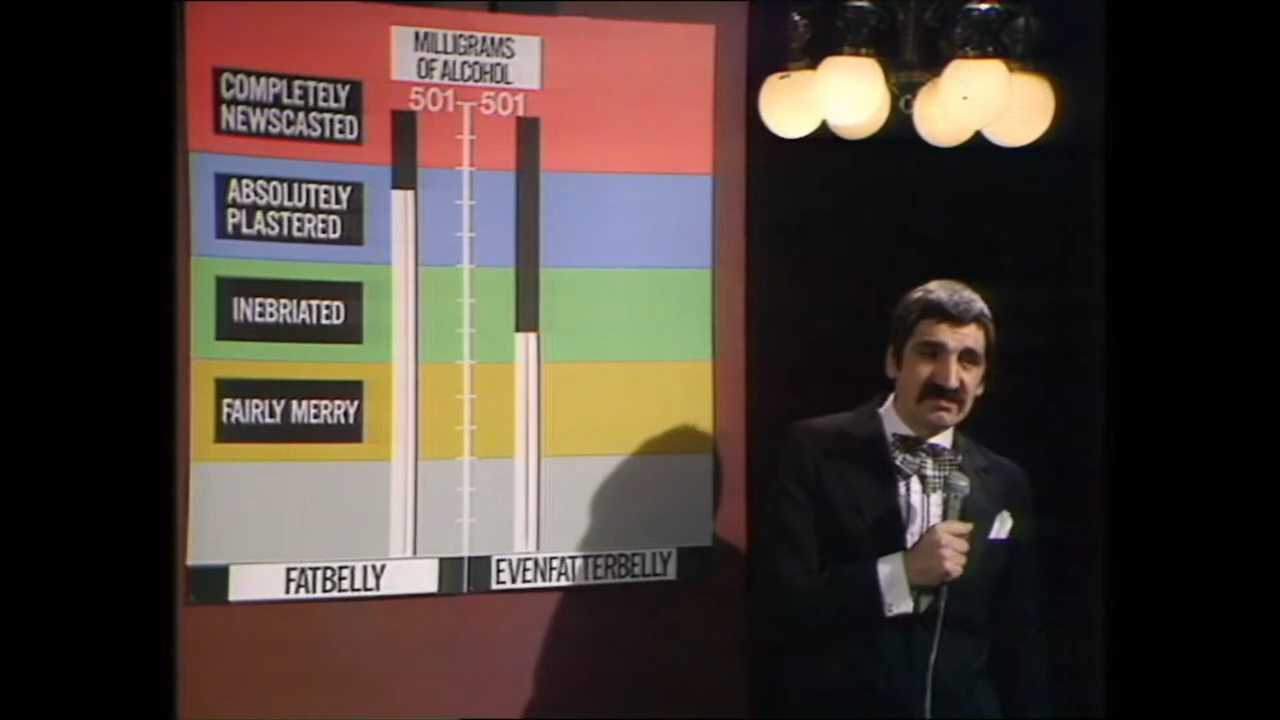 MILLIGRAMS
OF ALCOHOL
501 501
COMPLETELY
NEWSCASTED
ABSOLUTELY
PLASTERED
INEBRIATED
FAIRLY MERRY
FATBELLY
EVENFATTERBELLY